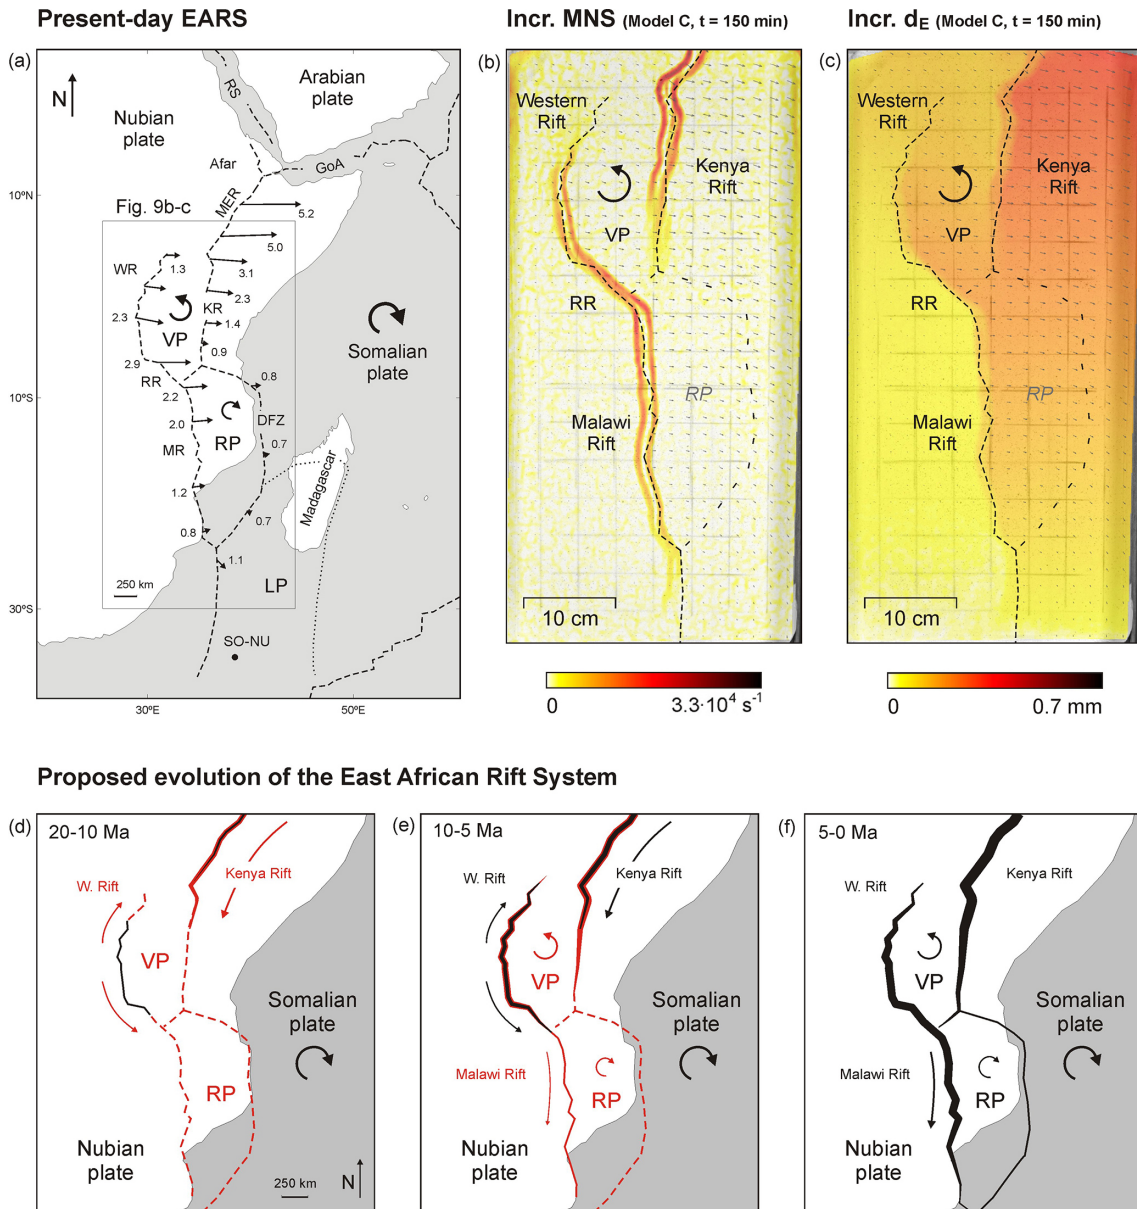 Present-day EARS
Incr. MNS (Model C, t = 150 min)
Incr. dE (Model C, t = 150 min)
(a)
N
RS
Arabian
plate
Nubian
plate
Afar
GoA
10ºN
MER
5.2
Fig. 9b-c
5.0
WR
1.3
3.1
2.3
KR
2.3
VP
1.4
Somalian
plate
0.9
2.9
0.8
RR
2.2
10ºS
DFZ
2.0
RP
MR
0.7
1.2
Madagascar
0.7
0.8
1.1
250 km
LP
30ºS
SO-NU
30ºE
50ºE
(b)
Western
Rift
Kenya
Rift
VP
RR
RP
Malawi
Rift
10 cm
0
3.3·10⁴ s⁻¹
(c)
Western
Rift
Kenya
Rift
VP
RR
RP
Malawi
Rift
10 cm
0
0.7 mm
Proposed evolution of the East African Rift System
(d)
20-10 Ma
W. Rift
Kenya Rift
VP
Somalian
plate
RP
Nubian
plate
250 km
N
(e)
10-5 Ma
W. Rift
Kenya Rift
VP
Somalian
plate
Malawi Rift
RP
Nubian
plate
(f)
5-0 Ma
W. Rift
Kenya Rift
VP
Somalian
plate
Malawi Rift
RP
Nubian
plate